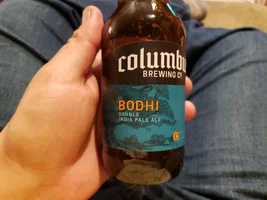 columbu
BREWING CO
BODHI
DOUBLE
INDIA PALE ALE